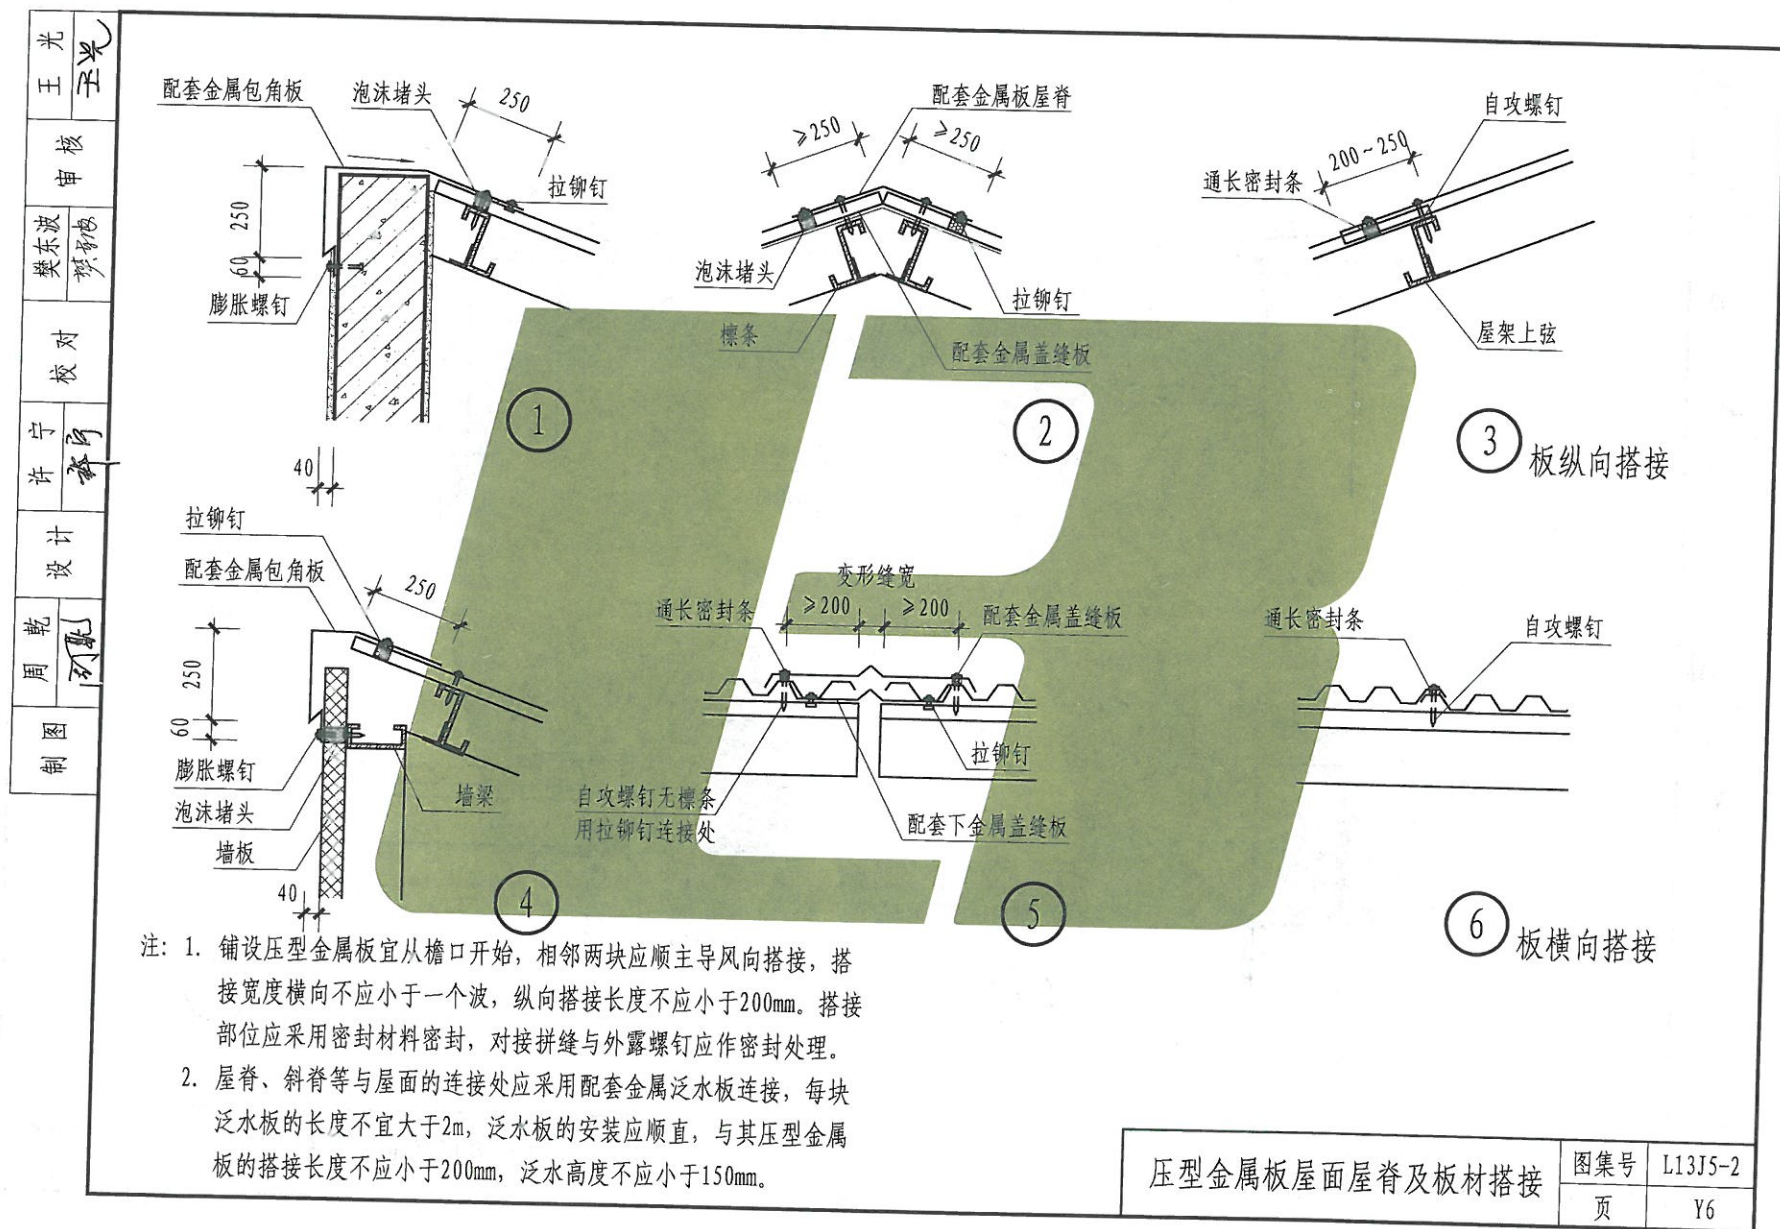 王光
审核
樊东波
校对
许宁
设计
周乾
制图
配套金属包角板
泡沫堵头
250
拉铆钉
250
60
膨胀螺钉
40
1
≥250
≥250
配套金属板屋脊
泡沫堵头
檩条
拉铆钉
配套金属盖缝板
2
自攻螺钉
200~250
通长密封条
屋架上弦
3 板纵向搭接
拉铆钉
配套金属包角板
250
250
60
膨胀螺钉
泡沫堵头
墙板
墙梁
40
4
变形缝宽
通长密封条
≥200
≥200
配套金属盖缝板
拉铆钉
自攻螺钉无檩条
用拉铆钉连接处
配套下金属盖缝板
5
通长密封条
自攻螺钉
6 板横向搭接
注: 1. 铺设压型金属板宜从檐口开始, 相邻两块应顺主导风向搭接, 搭
接宽度横向不应小于一个波, 纵向搭接长度不应小于200mm。搭接
部位应采用密封材料密封, 对接拼缝与外露螺钉应作密封处理。
2. 屋脊、斜脊等与屋面的连接处应采用配套金属泛水板连接, 每块
泛水板的长度不宜大于2m, 泛水板的安装应顺直, 与其压型金属
板的搭接长度不应小于200mm, 泛水高度不应小于150mm。
压型金属板屋面屋脊及板材搭接
图集号 L13J5-2
页 Y6